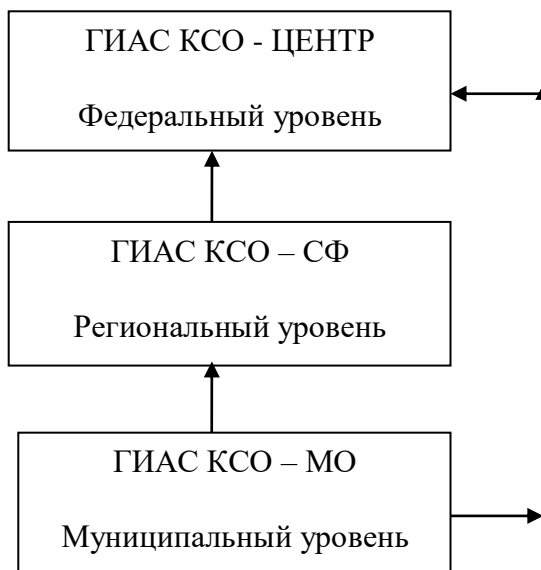 ГИАС КСО - ЦЕНТР
Федеральный уровень
ГИАС КСО – СФ
Региональный уровень
ГИАС КСО – МО
Муниципальный уровень